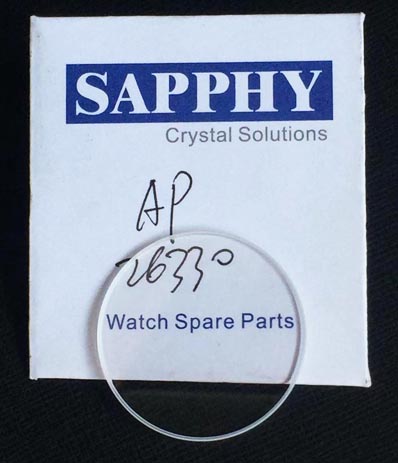 SAPPHY
Crystal Solutions
AP
26330
Watch Spare Parts